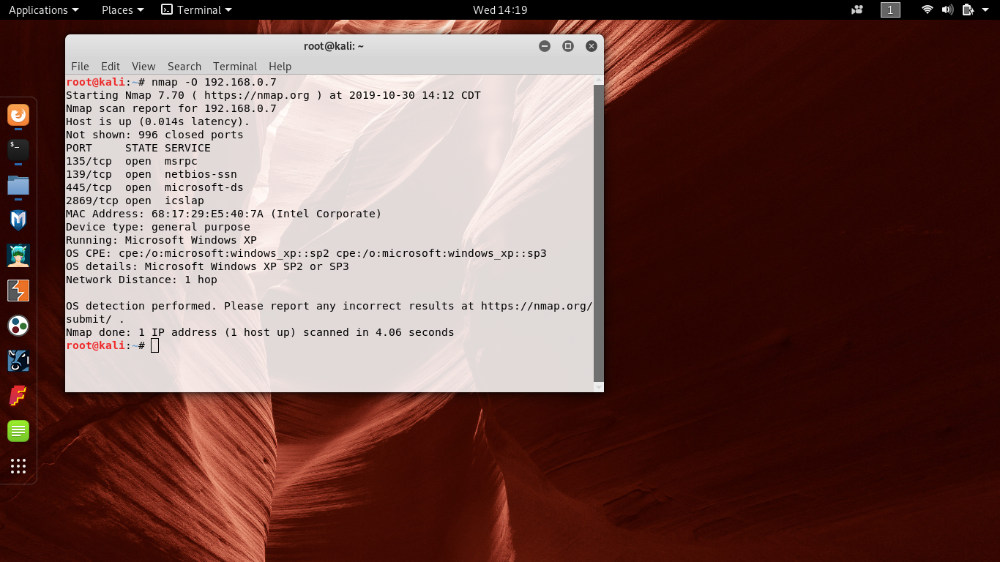 Applications Places Terminal Wed 14:19 1
root@kali: ~
File Edit View Search Terminal Help
root@kali:~# nmap -O 192.168.0.7
Starting Nmap 7.70 ( https://nmap.org ) at 2019-10-30 14:12 CDT
Nmap scan report for 192.168.0.7
Host is up (0.014s latency).
Not shown: 996 closed ports
PORT     STATE SERVICE
135/tcp  open  msrpc
139/tcp  open  netbios-ssn
445/tcp  open  microsoft-ds
2869/tcp open  icslap
MAC Address: 68:17:29:E5:40:7A (Intel Corporate)
Device type: general purpose
Running: Microsoft Windows XP
OS CPE: cpe:/o:microsoft:windows_xp::sp2 cpe:/o:microsoft:windows_xp::sp3
OS details: Microsoft Windows XP SP2 or SP3
Network Distance: 1 hop
OS detection performed. Please report any incorrect results at https://nmap.org/
submit/ .
Nmap done: 1 IP address (1 host up) scanned in 4.06 seconds
root@kali:~#